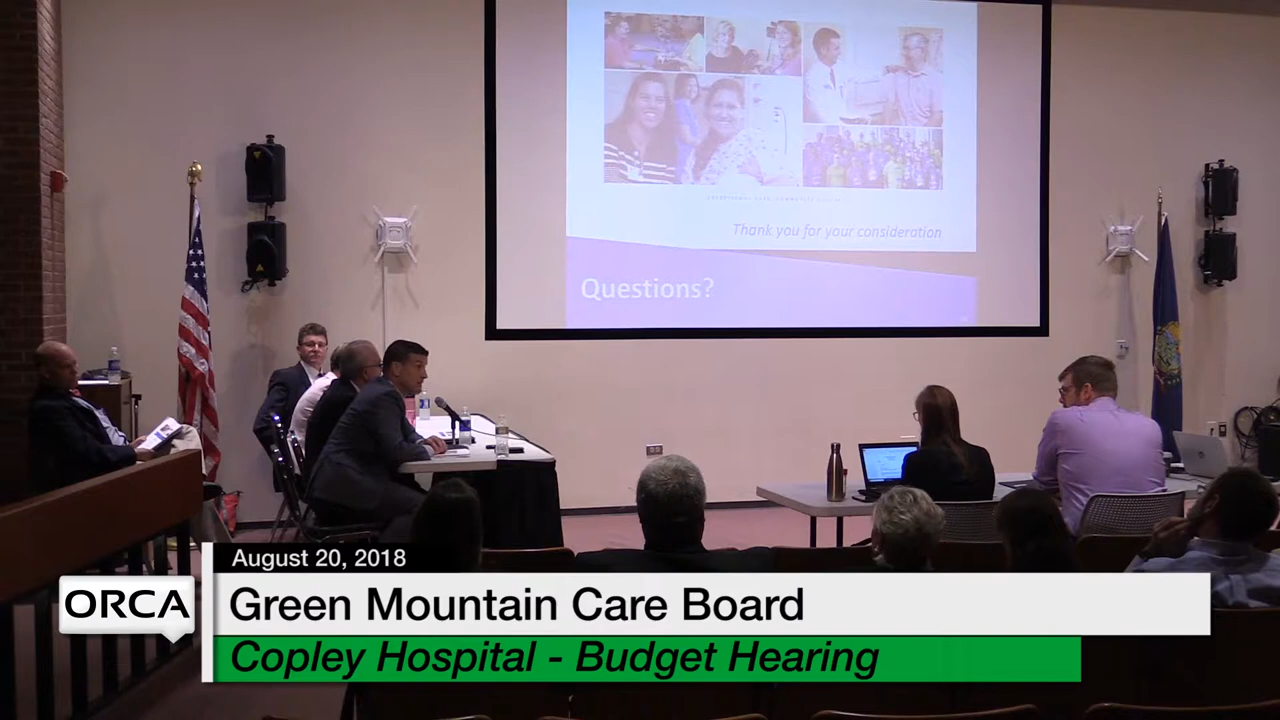 Thank you for your consideration
Questions?
August 20, 2018
ORCA
Green Mountain Care Board
Copley Hospital - Budget Hearing